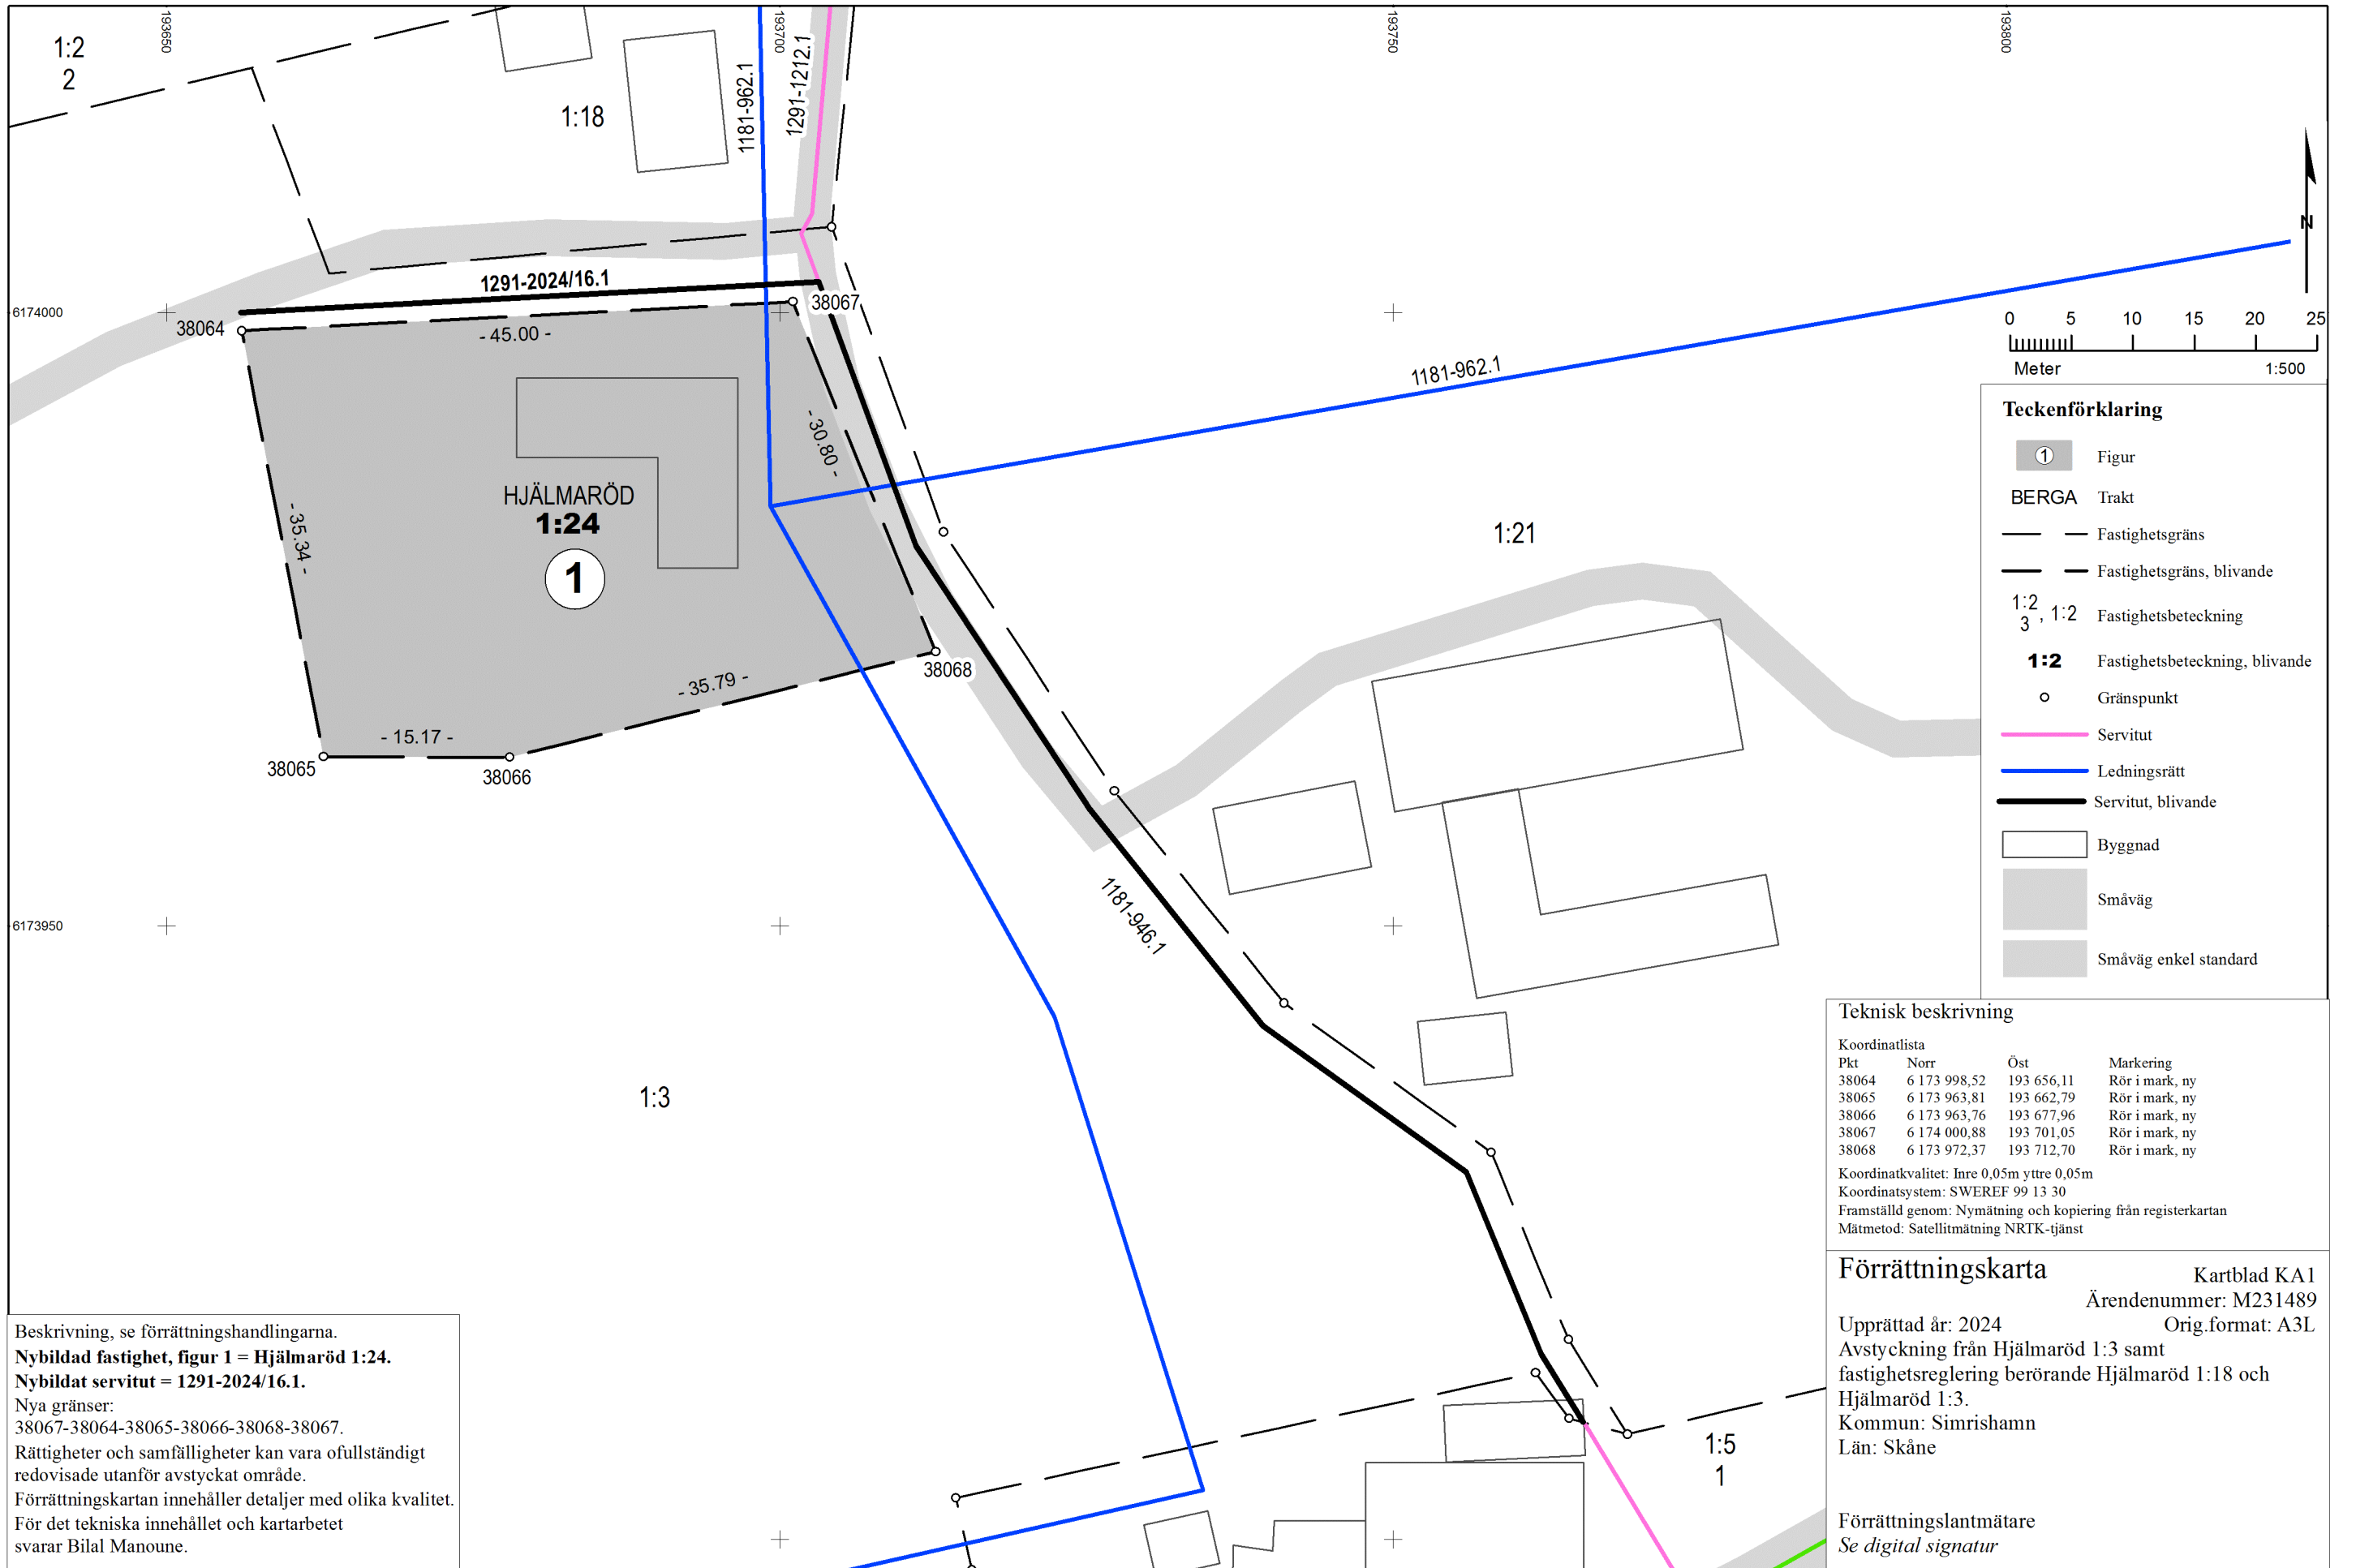 193650
193700
193750
193800
1:2
2
1:18
1181-962.1
1291-1212.1
N
1291-2024/16.1
6174000
38064
38067
- 45.00 -
0 5 10 15 20 25
Meter 1:500
1181-962.1
- 30.80 -
- 35.34 -
HJÄLMARÖD
1:24
1
1:21
38068
- 35.79 -
- 15.17 -
38065
38066
6173950
1181-946.1
1:3
1:5
1
Teckenförklaring
1 Figur
BERGA Trakt
Fastighetsgräns
Fastighetsgräns, blivande
1:2
3 , 1:2 Fastighetsbeteckning
1:2 Fastighetsbeteckning, blivande
Gränspunkt
Servitut
Ledningsrätt
Servitut, blivande
Byggnad
Småväg
Småväg enkel standard
Teknisk beskrivning
Koordinatlista
Pkt Norr Öst Markering
38064 6 173 998,52 193 656,11 Rör i mark, ny
38065 6 173 963,81 193 662,79 Rör i mark, ny
38066 6 173 963,76 193 677,96 Rör i mark, ny
38067 6 174 000,88 193 701,05 Rör i mark, ny
38068 6 173 972,37 193 712,70 Rör i mark, ny
Koordinatkvalitet: Inre 0,05m yttre 0,05m
Koordinatsystem: SWEREF 99 13 30
Framställd genom: Nymätning och kopiering från registerkartan
Mätmetod: Satellitmätning NRTK-tjänst
Förrättningskarta
Kartblad KA1
Ärendenummer: M231489
Upprättad år: 2024 Orig.format: A3L
Avstyckning från Hjälmaröd 1:3 samt
fastighetsreglering berörande Hjälmaröd 1:18 och
Hjälmaröd 1:3.
Kommun: Simrishamn
Län: Skåne
Förrättningslantmätare
Se digital signatur
Beskrivning, se förrättningshandlingarna.
Nybildad fastighet, figur 1 = Hjälmaröd 1:24.
Nybildat servitut = 1291-2024/16.1.
Nya gränser:
38067-38064-38065-38066-38068-38067.
Rättigheter och samfälligheter kan vara ofullständigt
redovisade utanför avstyckat område.
Förrättningskartan innehåller detaljer med olika kvalitet.
För det tekniska innehållet och kartarbetet
svarar Bilal Manoune.